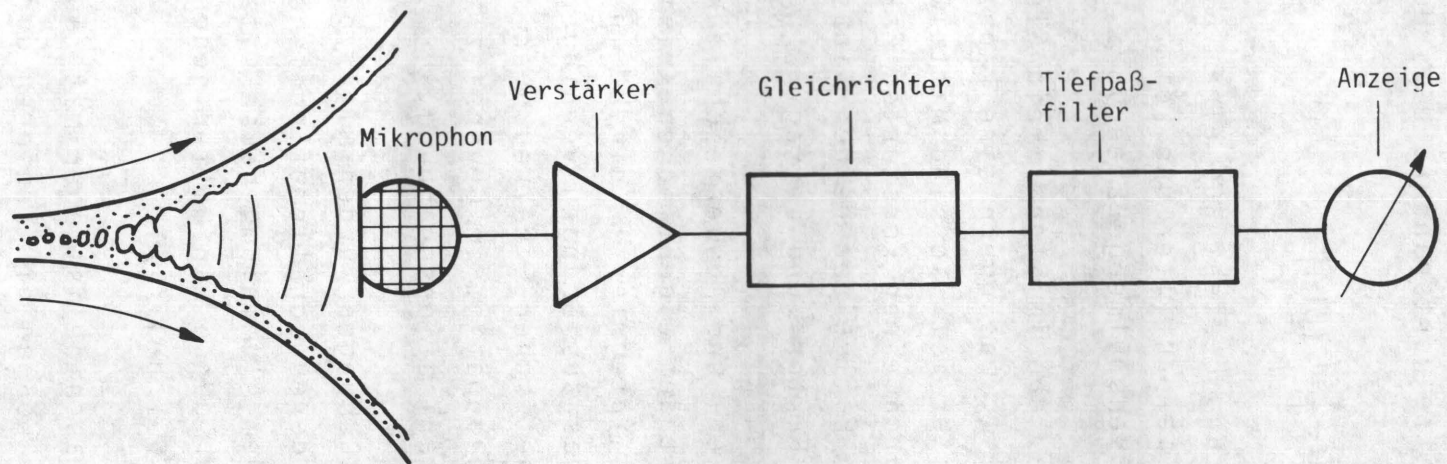 Mikrophon
Verstärker
Gleichrichter
Tiefpaß-
filter
Anzeige